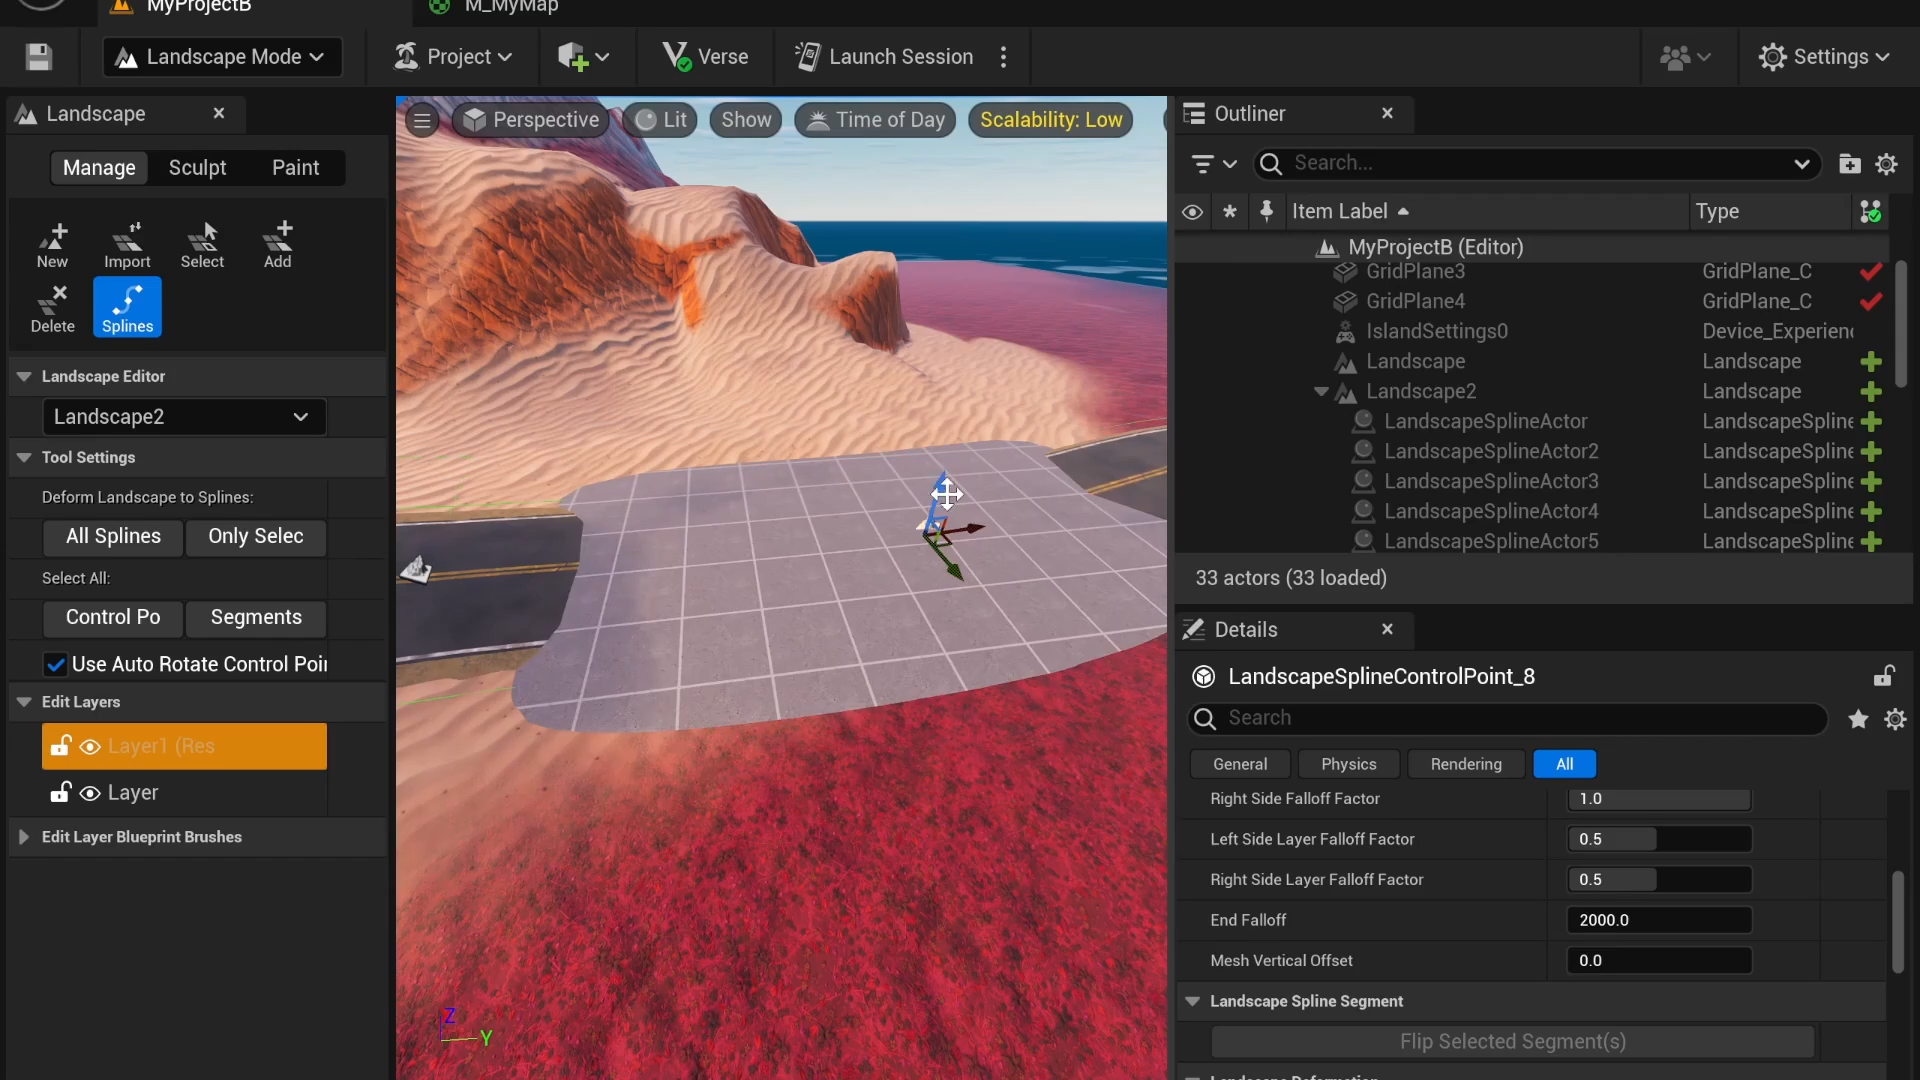 MyProjectB
M_MyMap
Landscape Mode
Project
Verse
Launch Session
Settings
Landscape
Manage
Sculpt
Paint
New
Import
Select
Add
Delete
Splines
Landscape Editor
Landscape2
Tool Settings
Deform Landscape to Splines:
All Splines
Only Selec
Select All:
Control Po
Segments
Use Auto Rotate Control Poin
Edit Layers
Layer1 (Res
Layer
Edit Layer Blueprint Brushes
Perspective
Lit
Show
Time of Day
Scalability: Low
Z
Y
Outliner
Search...
Item Label
Type
MyProjectB (Editor)
GridPlane3 GridPlane_C
GridPlane4 GridPlane_C
IslandSettings0 Device_Experienc
Landscape Landscape
Landscape2 Landscape
LandscapeSplineActor LandscapeSpline
LandscapeSplineActor2 LandscapeSpline
LandscapeSplineActor3 LandscapeSpline
LandscapeSplineActor4 LandscapeSpline
LandscapeSplineActor5 LandscapeSpline
33 actors (33 loaded)
Details
LandscapeSplineControlPoint_8
Search
General
Physics
Rendering
All
Right Side Falloff Factor 1.0
Left Side Layer Falloff Factor 0.5
Right Side Layer Falloff Factor 0.5
End Falloff 2000.0
Mesh Vertical Offset 0.0
Landscape Spline Segment
Flip Selected Segment(s)
Landscape Deformation